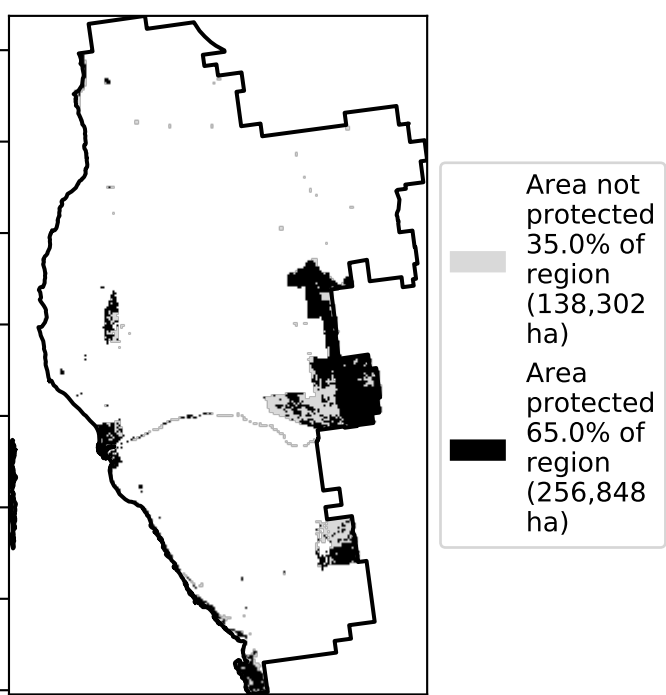 Area not
protected
35.0% of
region
(138,302
ha)
Area
protected
65.0% of
region
(256,848
ha)